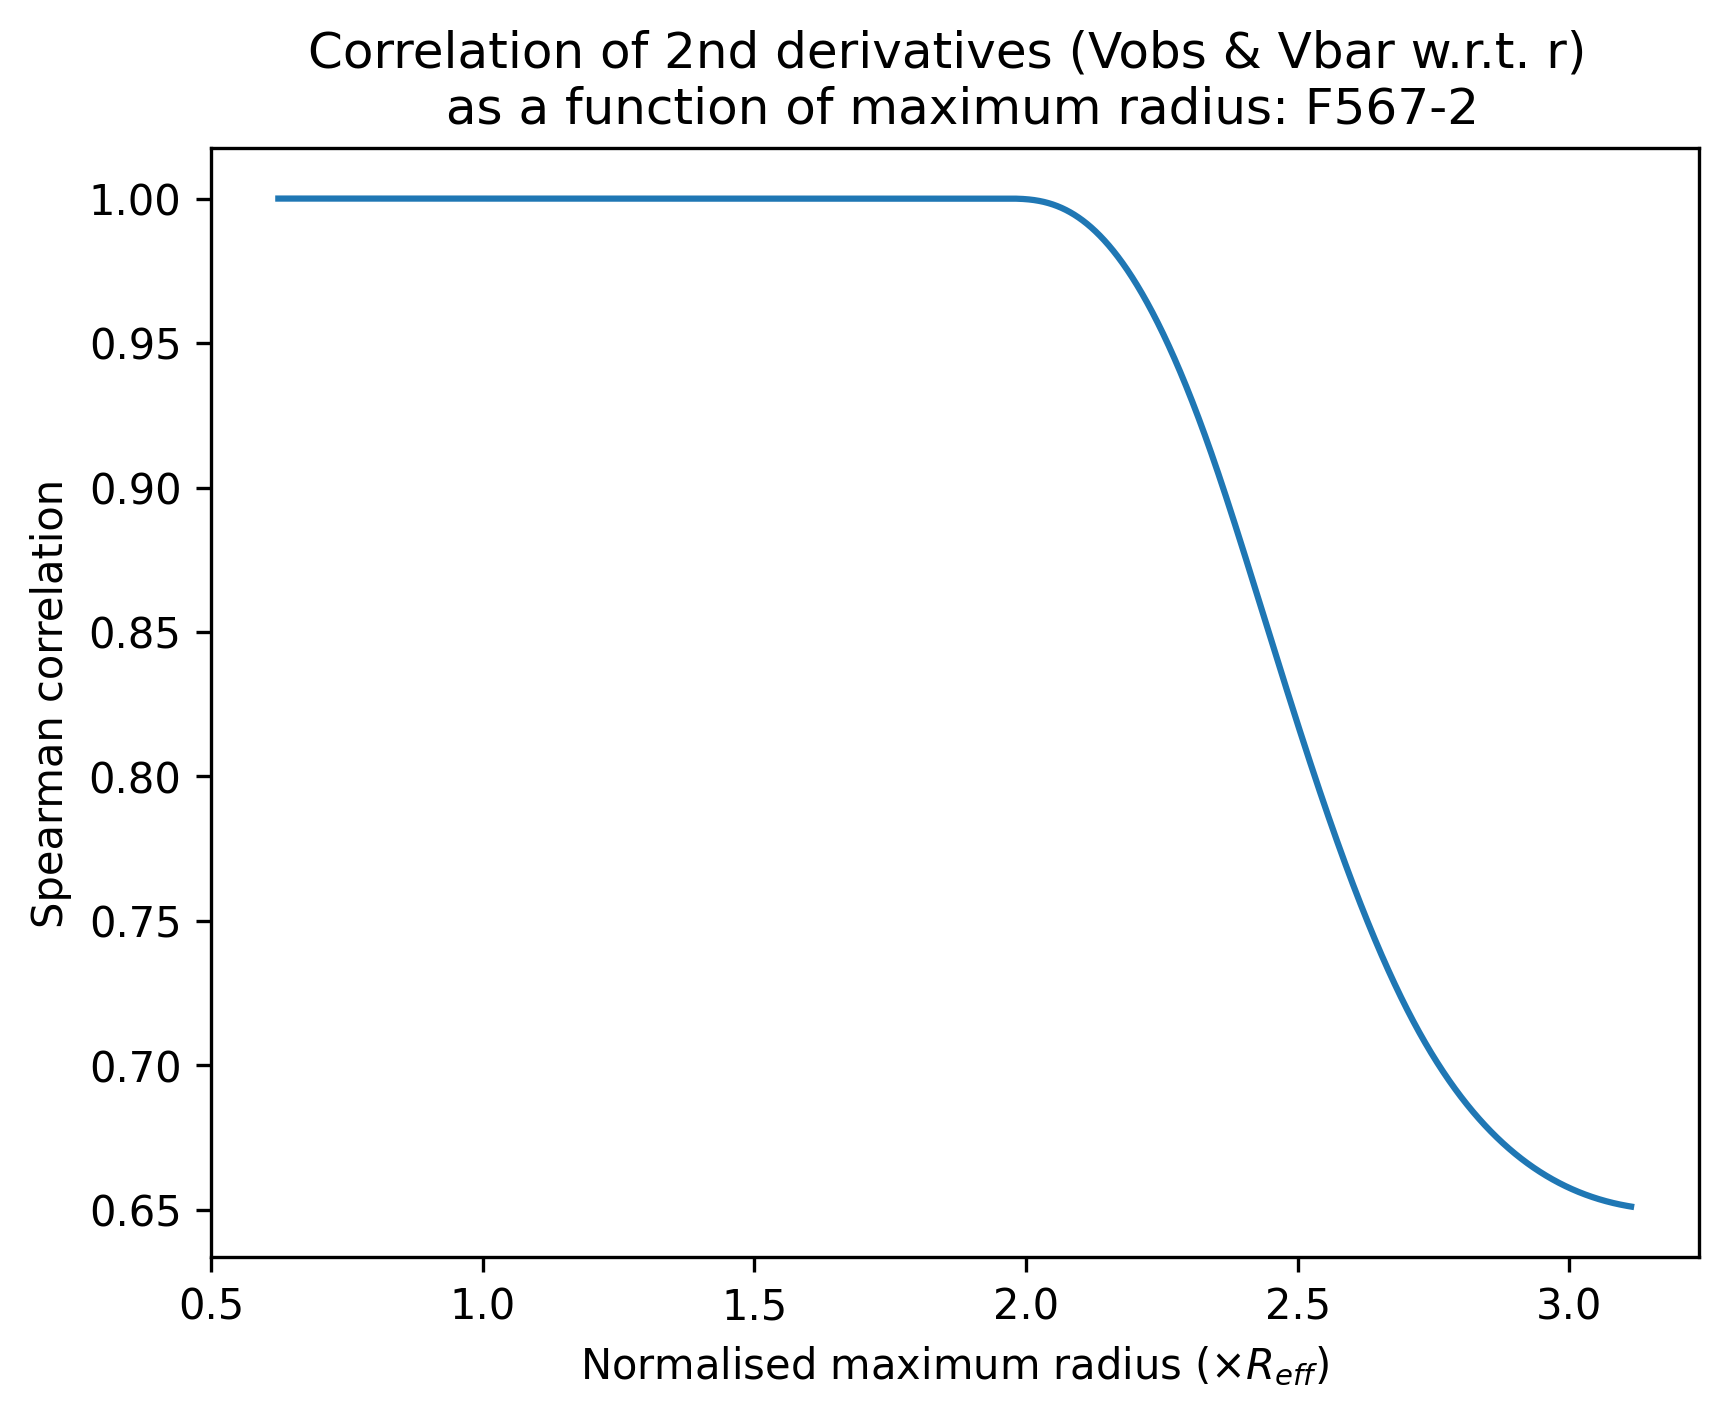 Correlation of 2nd derivatives (Vobs & Vbar w.r.t. r)
as a function of maximum radius: F567-2
Spearman correlation
1.00
0.95
0.90
0.85
0.80
0.75
0.70
0.65
0.5 1.0 1.5 2.0 2.5 3.0
Normalised maximum radius (×R_{eff})